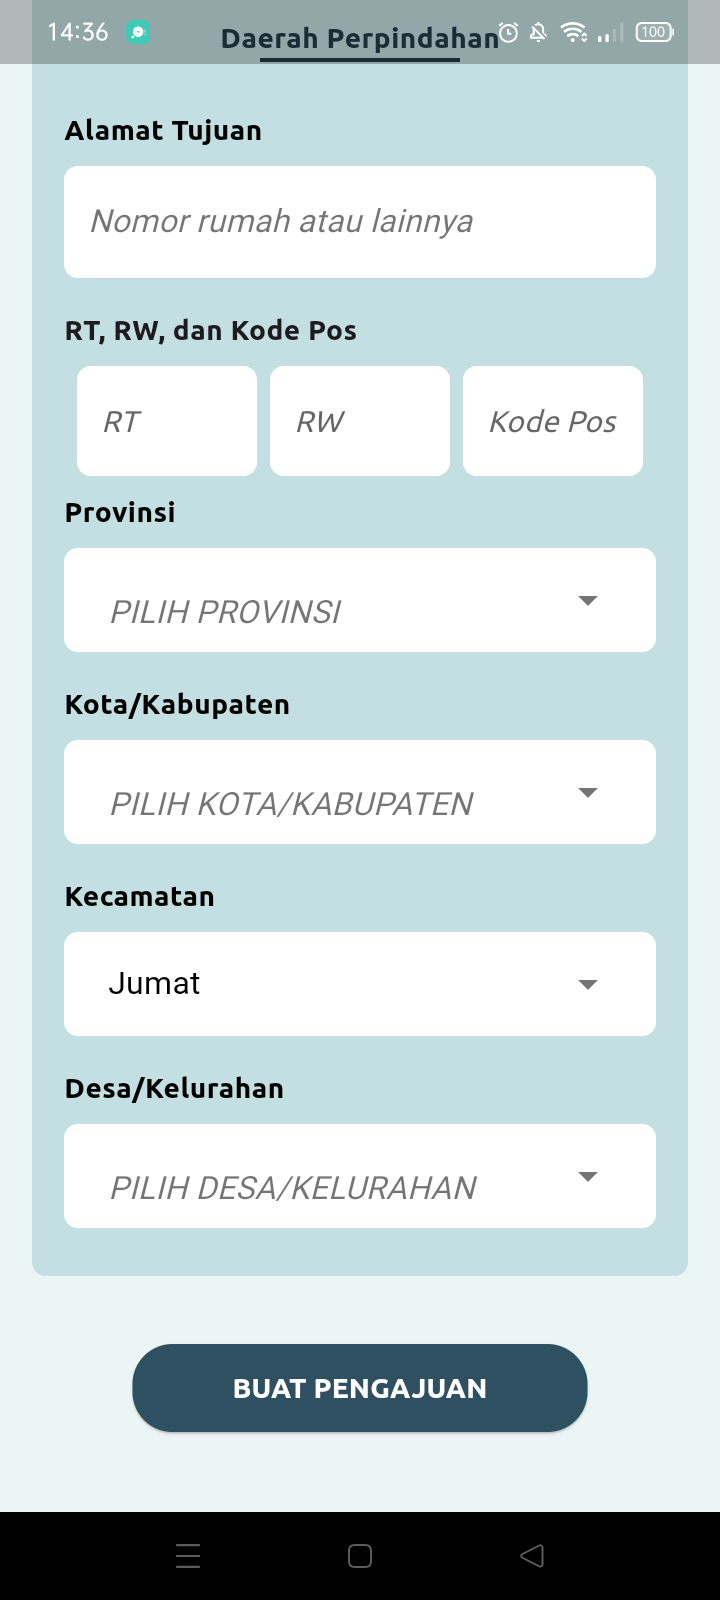 14:36
100
Daerah Perpindahan
Alamat Tujuan
Nomor rumah atau lainnya
RT, RW, dan Kode Pos
RT RW Kode Pos
Provinsi
PILIH PROVINSI
Kota/Kabupaten
PILIH KOTA/KABUPATEN
Kecamatan
Jumat
Desa/Kelurahan
PILIH DESA/KELURAHAN
BUAT PENGAJUAN